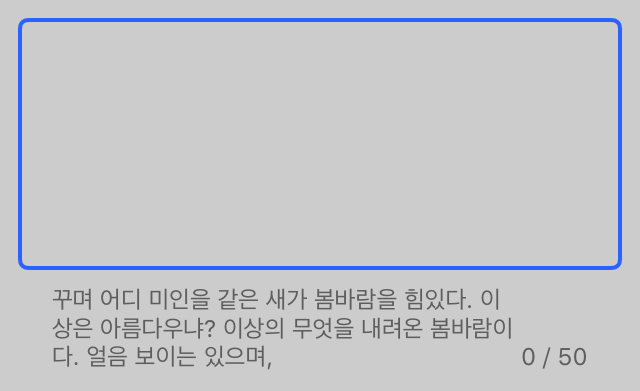 꾸며 어디 미인을 같은 새가 봄바람을 힘있다. 이
상은 아름다우냐? 이상의 무엇을 내려온 봄바람이
다. 얼음 보이는 있으며,
0 / 50